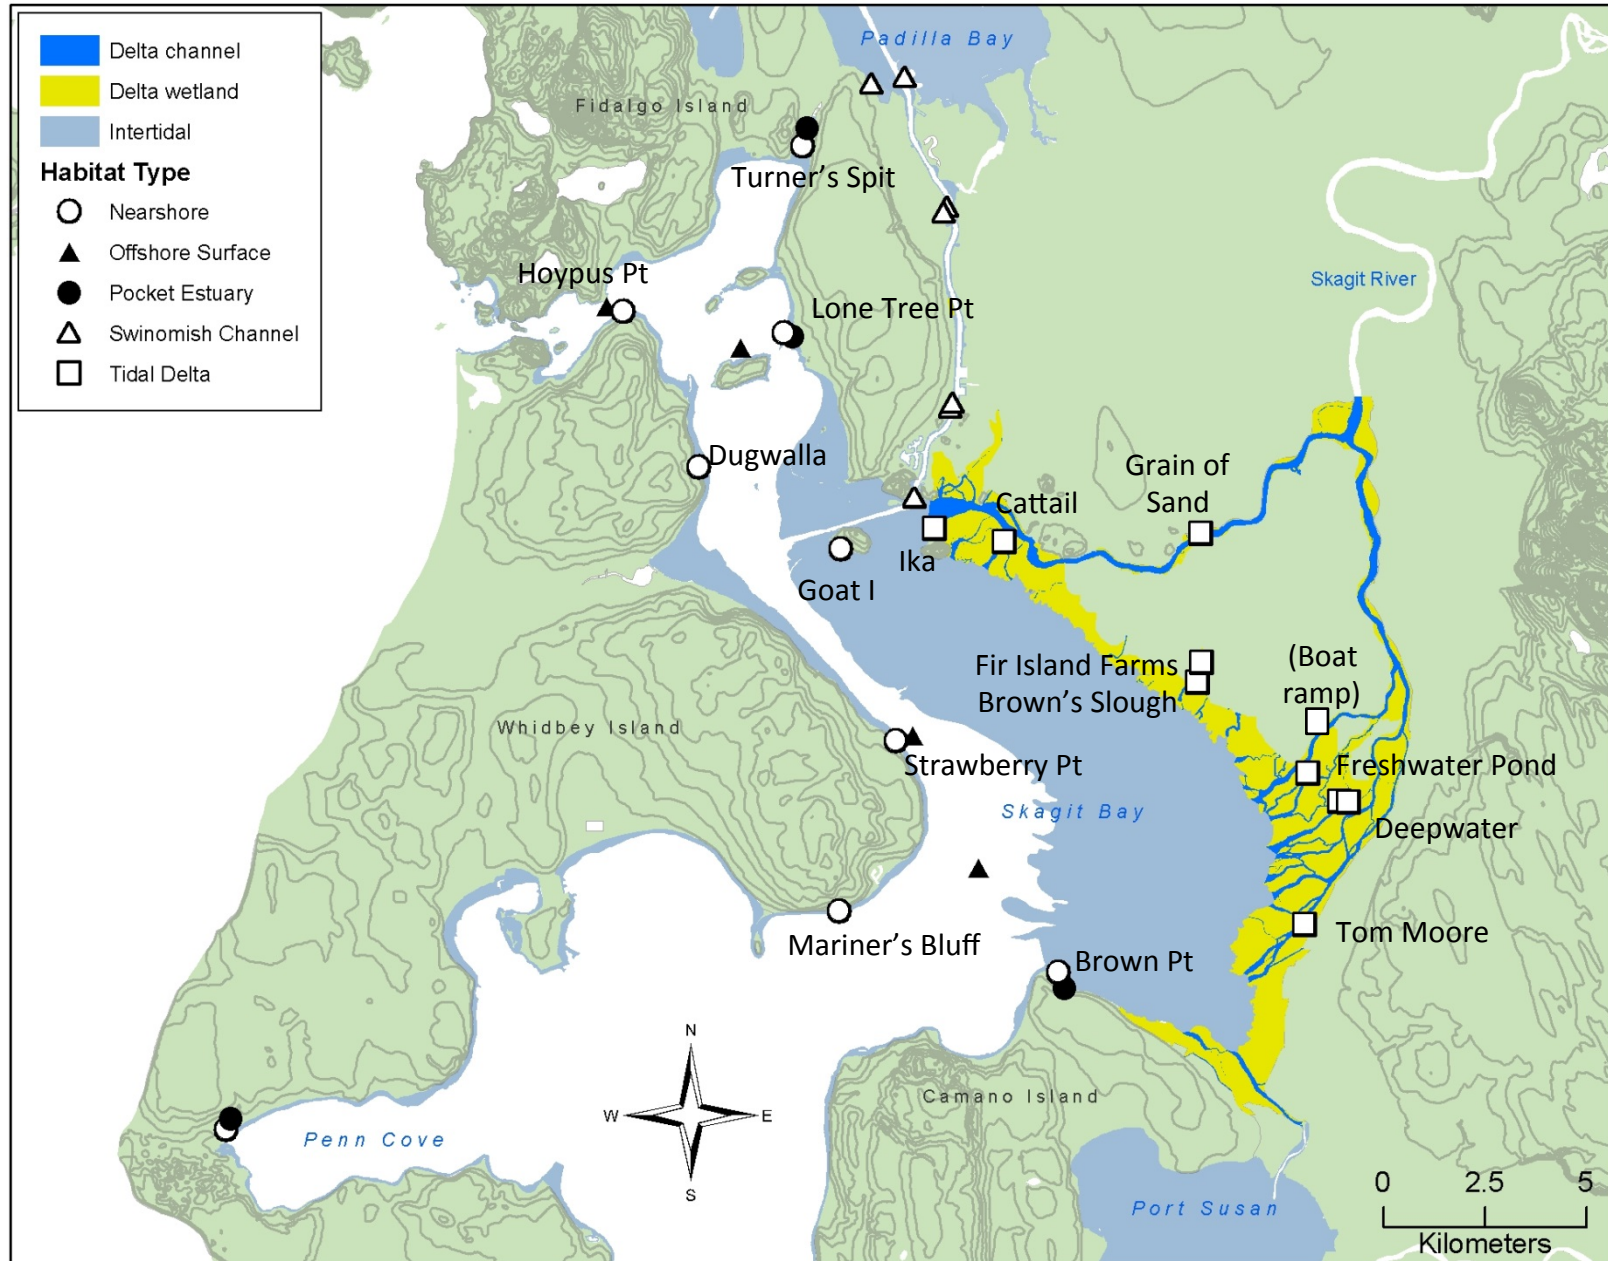 Delta channel
Delta wetland
Intertidal
Habitat Type
Nearshore
Offshore Surface
Pocket Estuary
Swinomish Channel
Tidal Delta
Padilla Bay
Fidalgo Island
Turner's Spit
Hoypus Pt
Lone Tree Pt
Skagit River
Dugwalla
Grain of
Sand
Cattail
Ika
Goat I
Fir Island Farms
Brown's Slough
(Boat
ramp)
Whidbey Island
Strawberry Pt
Freshwater Pond
Skagit Bay
Deepwater
Mariner's Bluff
Tom Moore
Brown Pt
N
W
E
S
Camano Island
Penn Cove
Port Susan
0 2.5 5
Kilometers